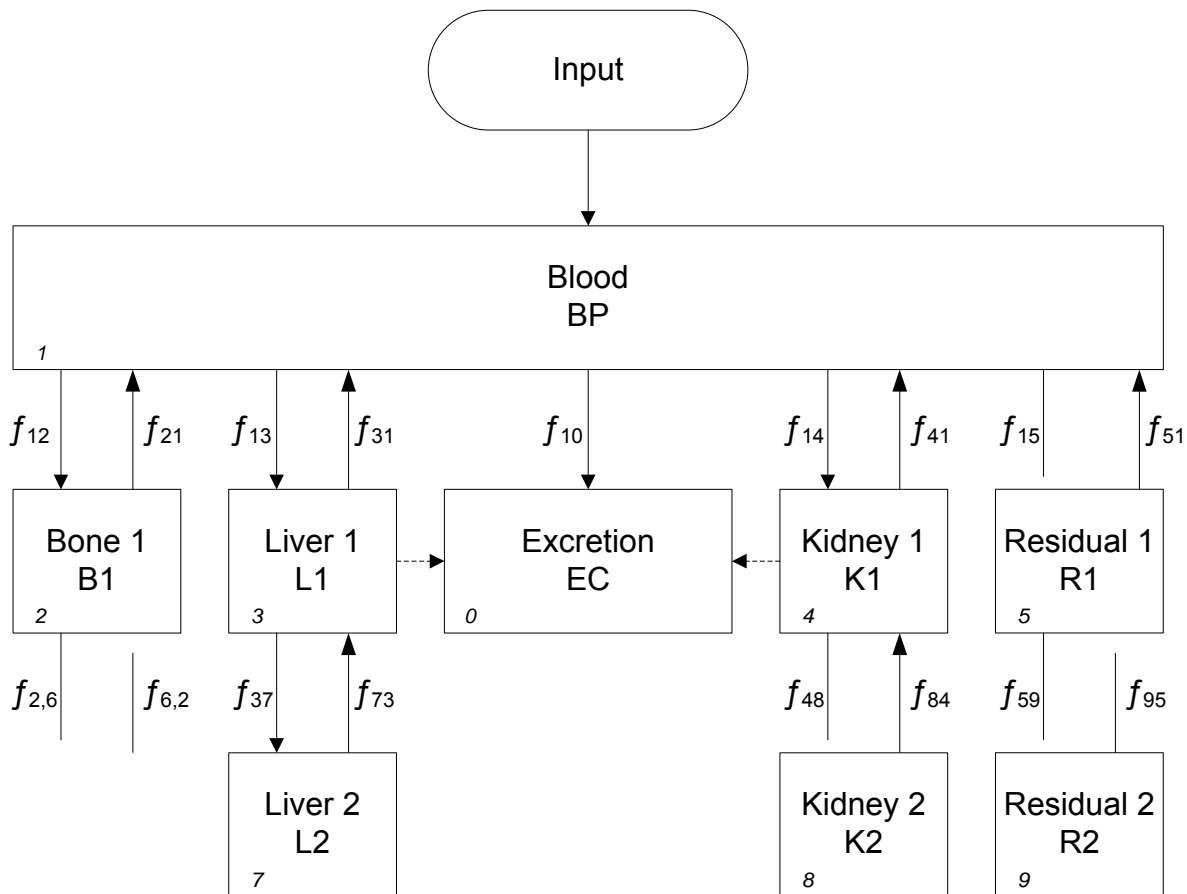 Input
Blood
BP
1
f12 f21 f13 f31 f10 f14 f41 f15 f51
Bone 1 Liver 1 Excretion Kidney 1 Residual 1
B1 L1 EC K1 R1
2 3 0 4 5
f2,6 f6,2 f37 f73 f48 f84 f59 f95
Liver 2 Kidney 2 Residual 2
L2 K2 R2
7 8 9